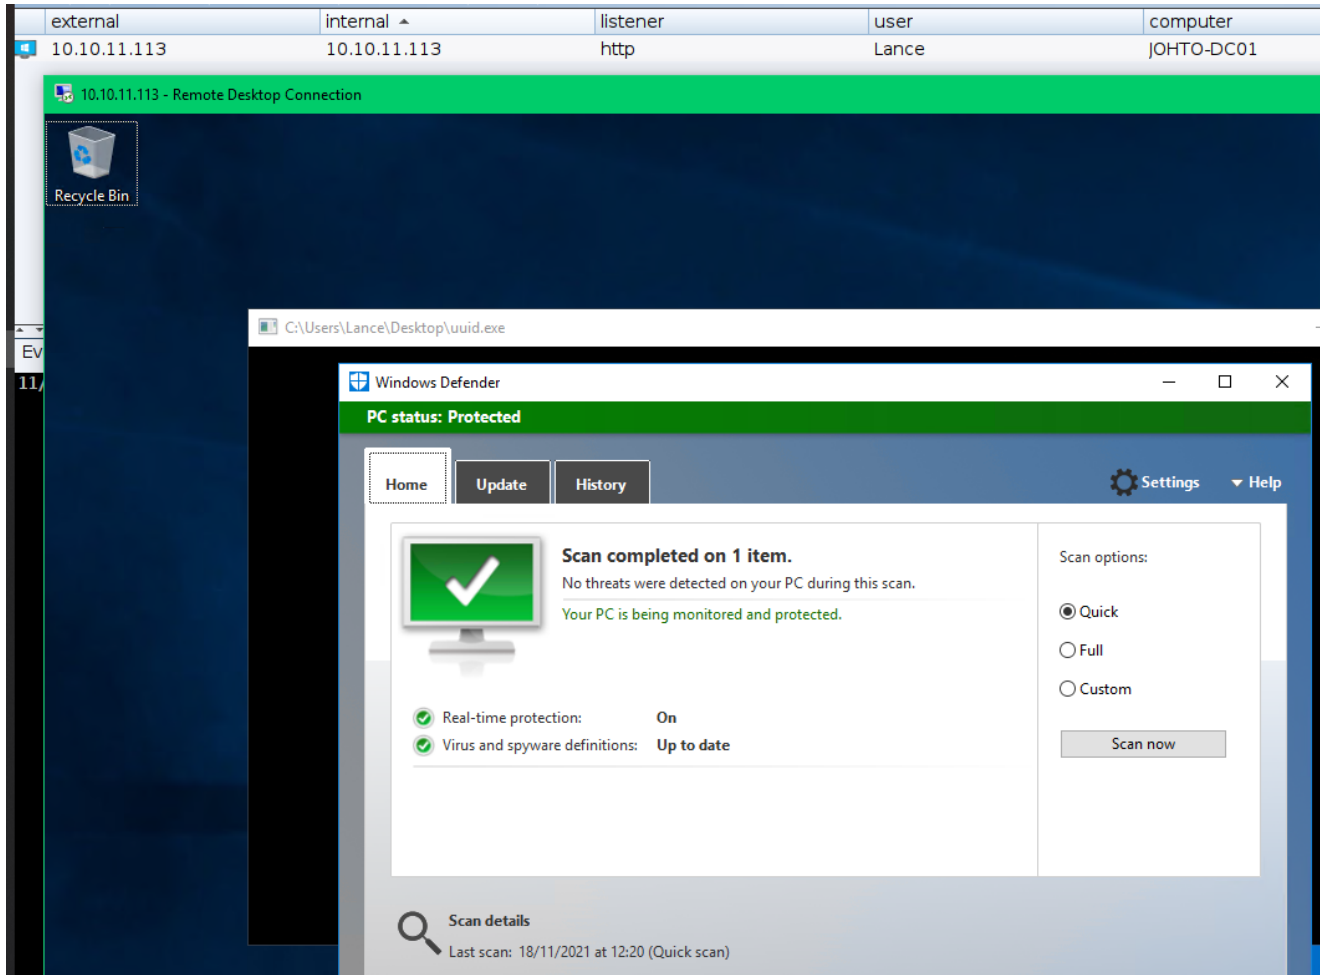 external internal listener user computer
10.10.11.113 10.10.11.113 http Lance JOHTO-DC01
10.10.11.113 - Remote Desktop Connection
Recycle Bin
C:\Users\Lance\Desktop\uuid.exe
Ev
11/
Windows Defender
PC status: Protected
Home Update History Settings Help
Scan completed on 1 item.
No threats were detected on your PC during this scan.
Your PC is being monitored and protected.
Real-time protection: On
Virus and spyware definitions: Up to date
Scan options:
Quick
Full
Custom
Scan now
Scan details
Last scan: 18/11/2021 at 12:20 (Quick scan)